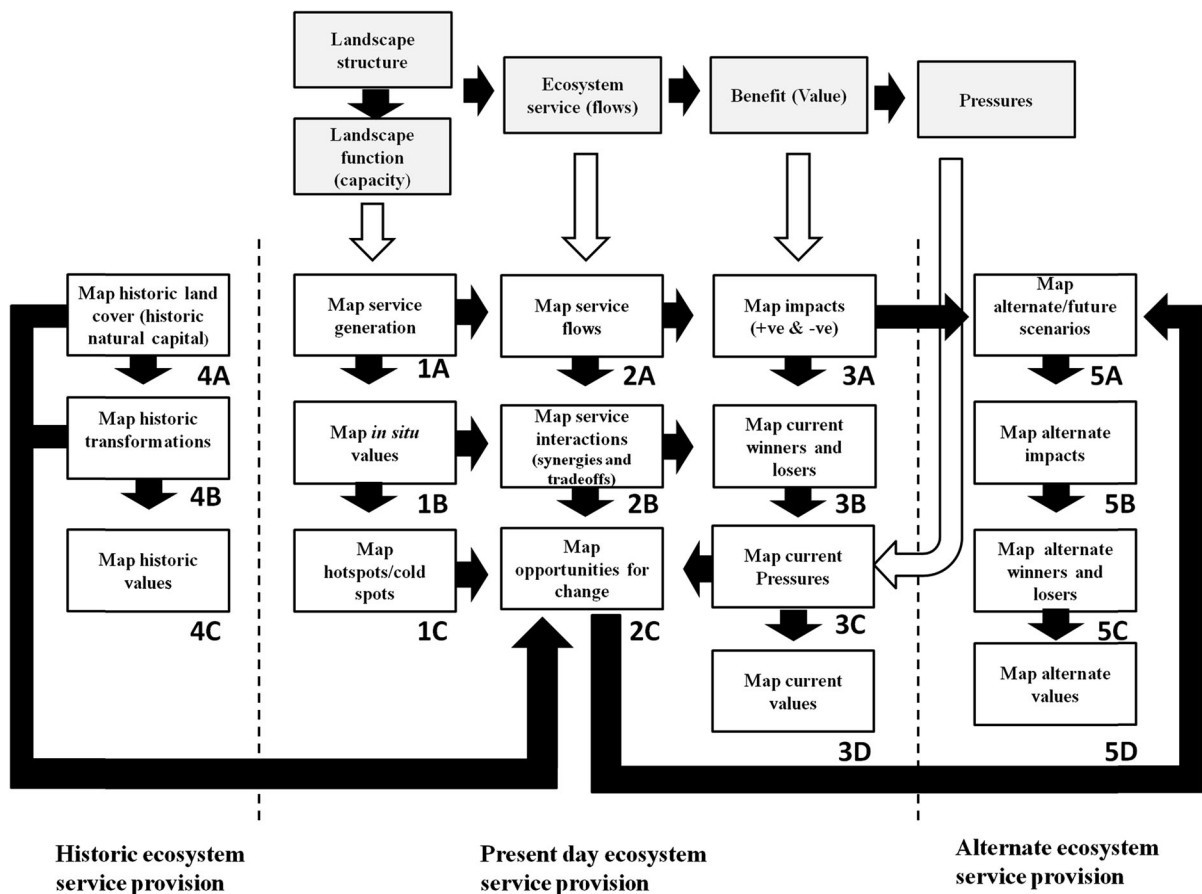 Landscape
structure
Ecosystem
service (flows)
Benefit (Value)
Pressures
Landscape
function
(capacity)
Map historic land
cover (historic
natural capital)
4A
Map service
generation
1A
Map service
flows
2A
Map impacts
(+ve & -ve)
3A
Map
alternate/future
scenarios
5A
Map historic
transformations
4B
Map in situ
values
1B
Map service
interactions
(synergies and
tradeoffs)
2B
Map current
winners and
losers
3B
Map alternate
impacts
5B
Map historic
values
4C
Map
hotspots/cold
spots
1C
Map
opportunities for
change
2C
Map current
Pressures
3C
Map alternate
winners and
losers
5C
Map current
values
3D
Map alternate
values
5D
Historic ecosystem
service provision
Present day ecosystem
service provision
Alternate ecosystem
service provision